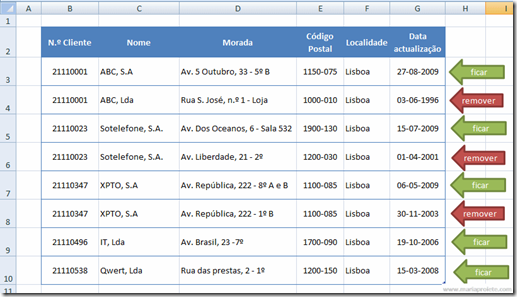 A B C D E F G H I
1
2 N.º Cliente Nome Morada Código Postal Localidade Data actualização
3 21110001 ABC, S.A Av. 5 Outubro, 33 - 5º B 1150-075 Lisboa 27-08-2009 ficar
4 21110001 ABC, Lda Rua S. José, n.º 1 - Loja 1000-010 Lisboa 03-06-1996 remover
5 21110023 Sotelefone, S.A. Av. Dos Oceanos, 6 - Sala 532 1900-130 Lisboa 15-07-2009 ficar
6 21110023 Sotelefone, S.A. Av. Liberdade, 21 - 2º 1200-030 Lisboa 01-04-2001 remover
7 21110347 XPTO, S.A Av. República, 222 - 8º A e B 1100-085 Lisboa 06-05-2009 ficar
8 21110347 XPTO, S.A Av. República, 222 - 1º B 1100-085 Lisboa 30-11-2003 remover
9 21110496 IT, Lda Av. Brasil, 23 -7º 1700-090 Lisboa 19-10-2006 ficar
10 21110538 Qwert, Lda Rua das prestas, 2 - 1º 1200-150 Lisboa 15-03-2008 ficar
11